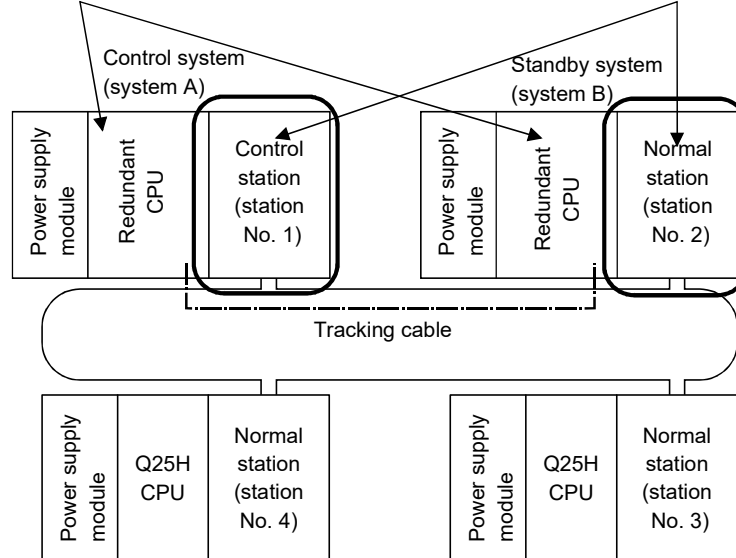 Control system
(system A)
Standby system
(system B)
Power supply
module
Redundant
CPU
Control
station
(station
No. 1)
Power supply
module
Redundant
CPU
Normal
station
(station
No. 2)
Tracking cable
Power supply
module
Q25H
CPU
Normal
station
(station
No. 4)
Power supply
module
Q25H
CPU
Normal
station
(station
No. 3)